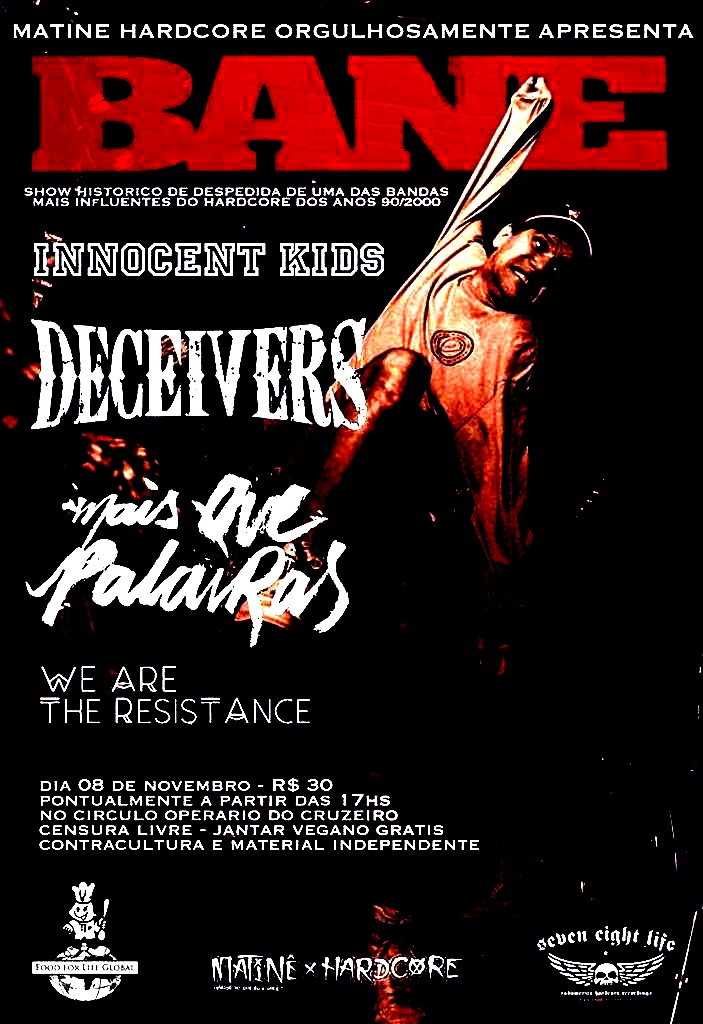 MATINE HARDCORE ORGULHOSAMENTE APRESENTA
BANE
SHOW HISTORICO DE DESPEDIDA DE UMA DAS BANDAS
MAIS INFLUENTES DO HARDCORE DOS ANOS 90/2000
INNOCENT KIDS
DECEIVERS
mais que
palavras
WE ARE
THE RESISTANCE
DIA 08 DE NOVEMBRO - R$ 30
PONTUALMENTE A PARTIR DAS 17HS
NO CIRCULO OPERARIO DO CRUZEIRO
CENSURA LIVRE - JANTAR VEGANO GRATIS
CONTRACULTURA E MATERIAL INDEPENDENTE
FOOD FOR LIFE GLOBAL
MATINÊ X HARDCORE
seven eight life